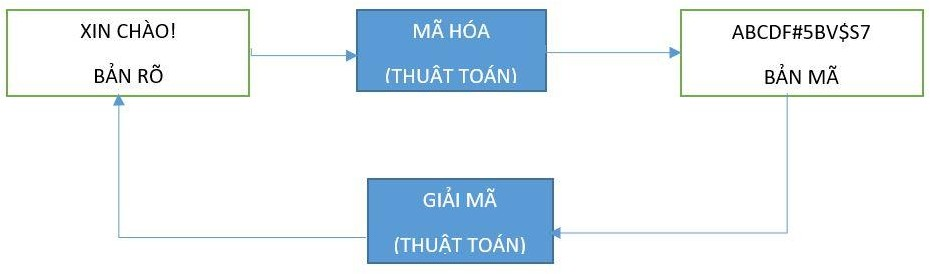 XIN CHÀO!
BẢN RÕ
MÃ HÓA
(THUẬT TOÁN)
ABCDF#5BV$S7
BẢN MÃ
GIẢI MÃ
(THUẬT TOÁN)